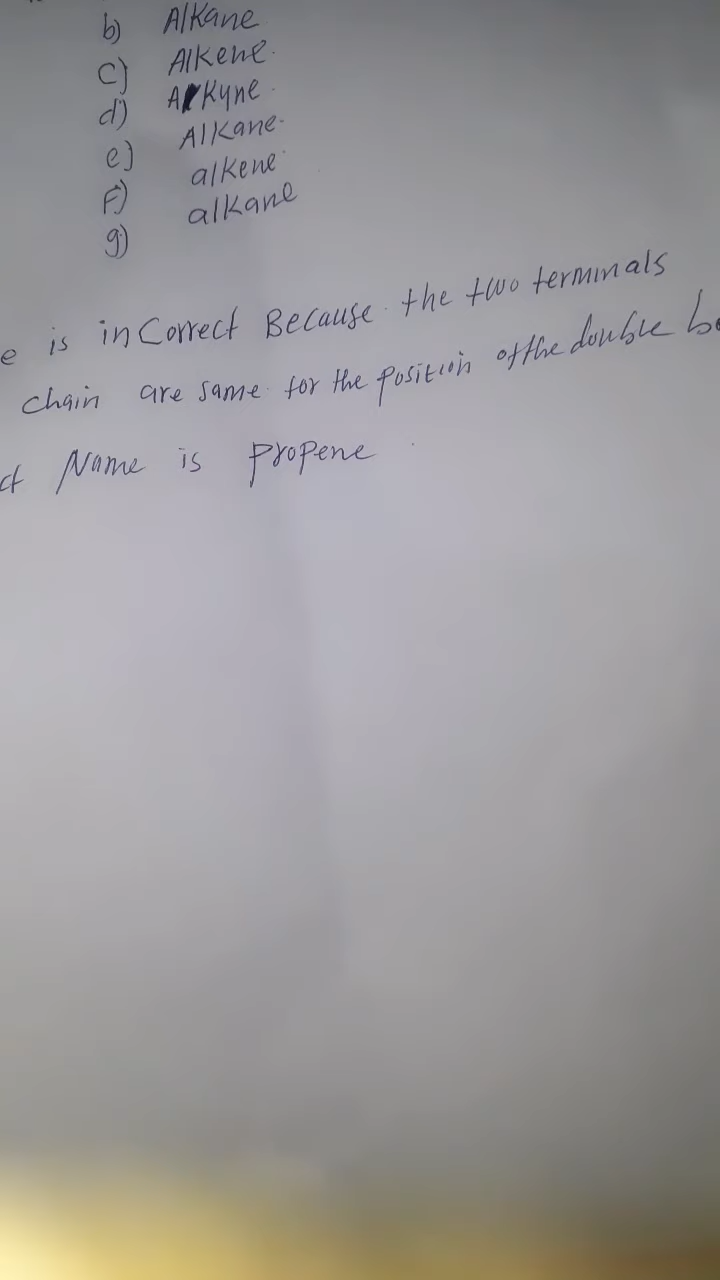 b) Alkane
c) Alkene.
d) Alkyne.
e) Alkane.
f) alkene
g) alkane
e is inCorrect Because the two terminals
chain are same for the position of the double
ct Name is propene.